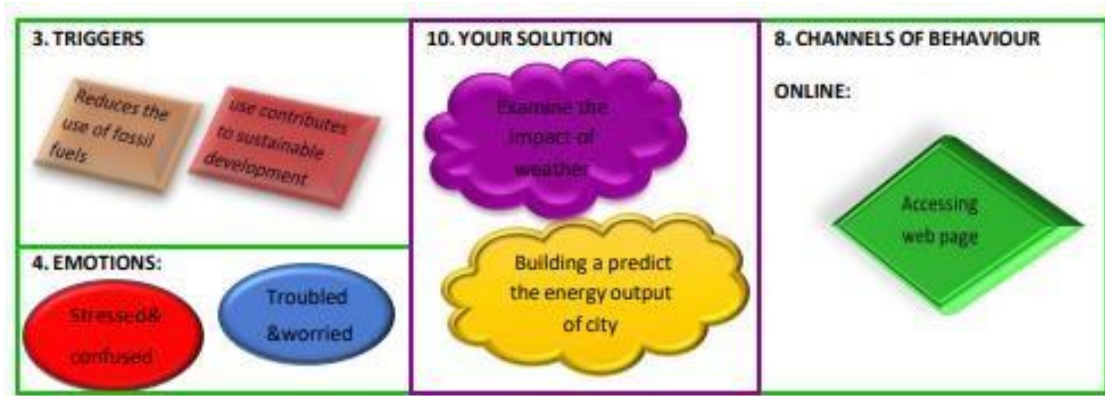 3. TRIGGERS
Reduces the
use of fossil
fuels
use contributes
to sustainable
development
4. EMOTIONS:
Stressed&
confused
Troubled
&worried
10. YOUR SOLUTION
Examine the
impact of
weather
Building a predict
the energy output
of city
8. CHANNELS OF BEHAVIOUR
ONLINE:
Accessing
web page